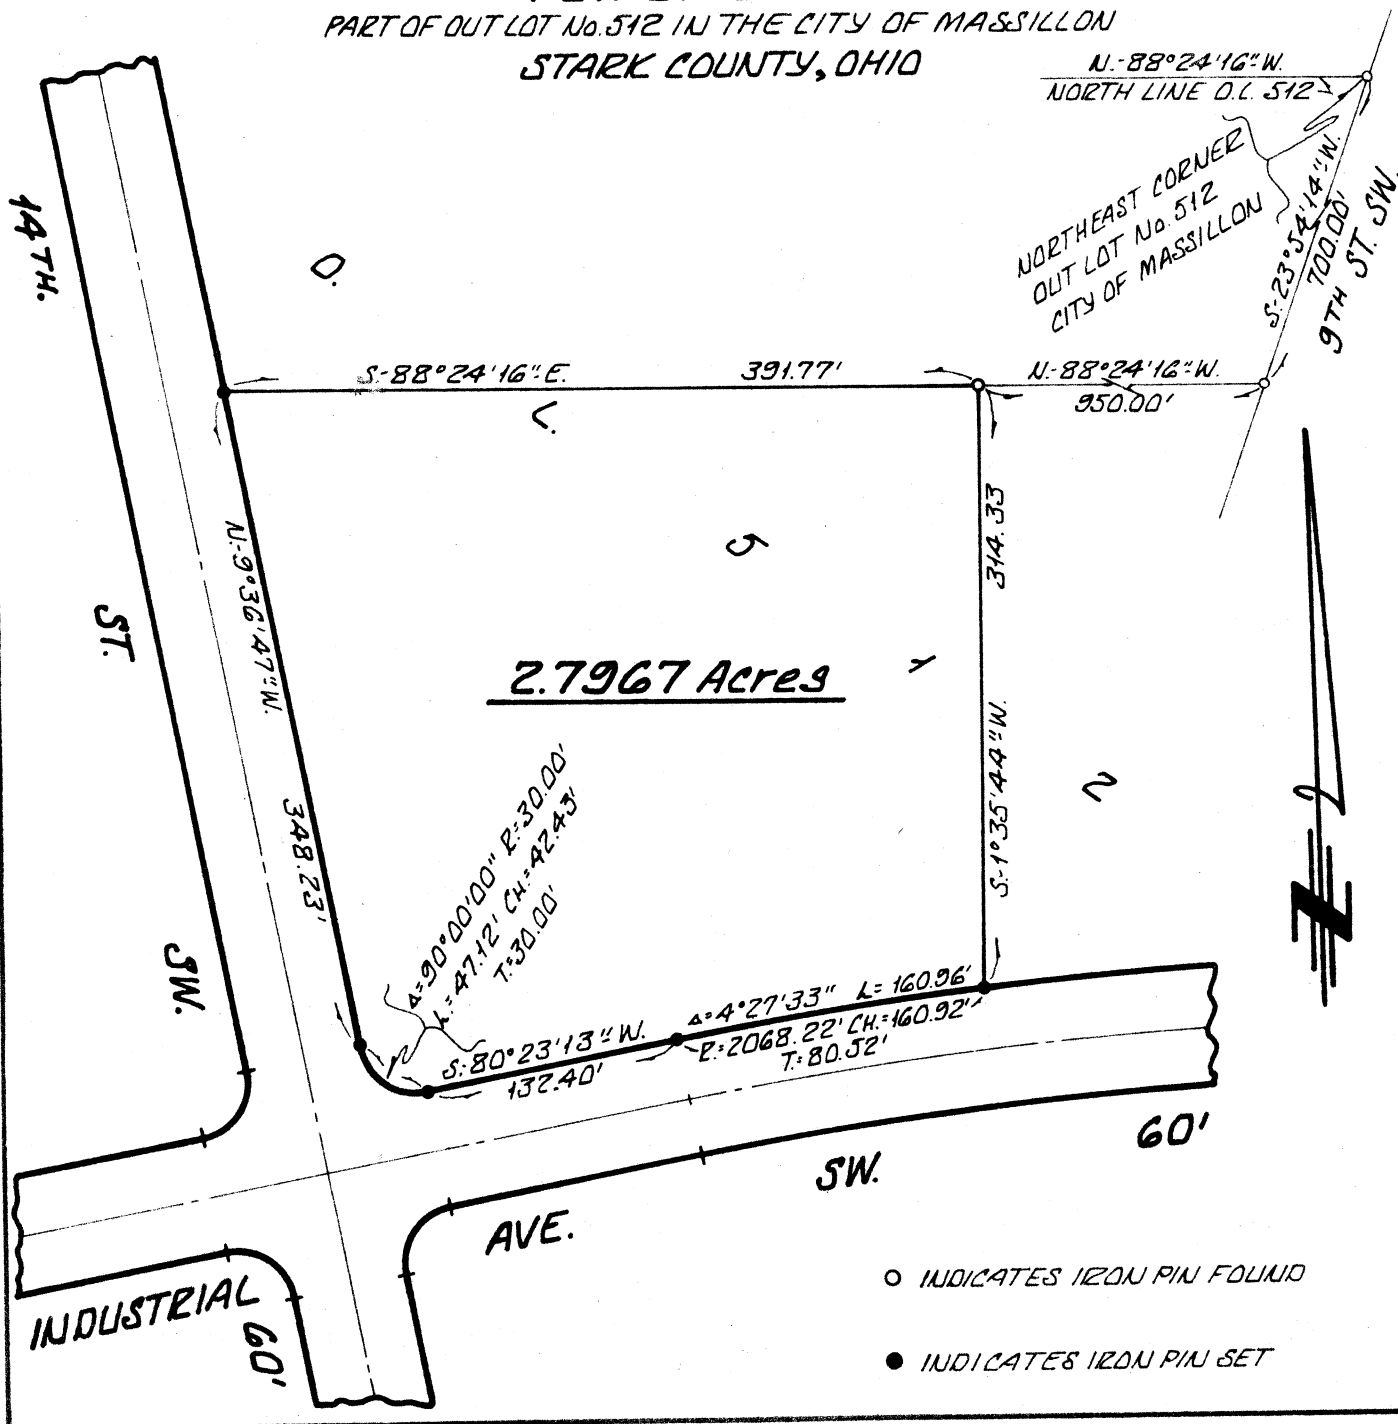 PART OF OUT LOT No. 512 IN THE CITY OF MASSILLON
STARK COUNTY, OHIO
N.-88°24'16"W.
NORTH LINE O.L. 512
NORTHEAST CORNER
OUT LOT No. 512
CITY OF MASSILLON
S.-23°54'14"W.
700.00'
9TH ST. SW.
14TH.
ST.
SW.
O.
L.
5
1
2
S.-88°24'16"E.
391.77'
N.-88°24'16"W.
950.00'
N.-9°36'47"W.
348.23'
314.33
S.-1°35'44"W.
2.7967 Acres
Δ=90°00'00" R=30.00'
L=47.12' CH.=42.43'
T=30.00'
S.-80°23'13"W.
132.40'
Δ=4°27'33" L=160.96'
R=2068.22' CH.=160.92'
T=80.52'
N
60'
SW.
AVE.
INDUSTRIAL
60'
INDICATES IRON PIN FOUND
INDICATES IRON PIN SET